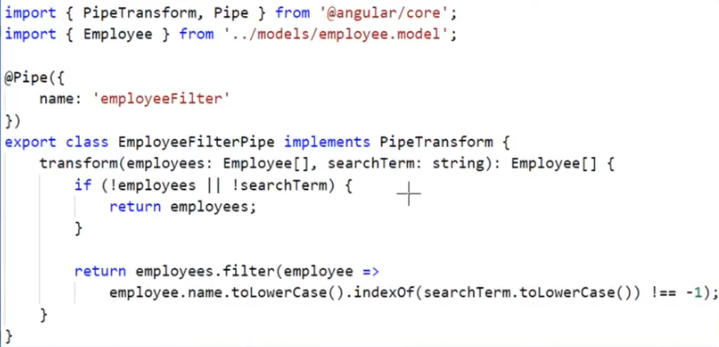 import { PipeTransform, Pipe } from '@angular/core';
import { Employee } from '../models/employee.model';
@Pipe({
    name: 'employeeFilter'
})
export class EmployeeFilterPipe implements PipeTransform {
    transform(employees: Employee[], searchTerm: string): Employee[] {
        if (!employees || !searchTerm) {
            return employees;
        }
        return employees.filter(employee =>
            employee.name.toLowerCase().indexOf(searchTerm.toLowerCase()) !== -1);
    }
}